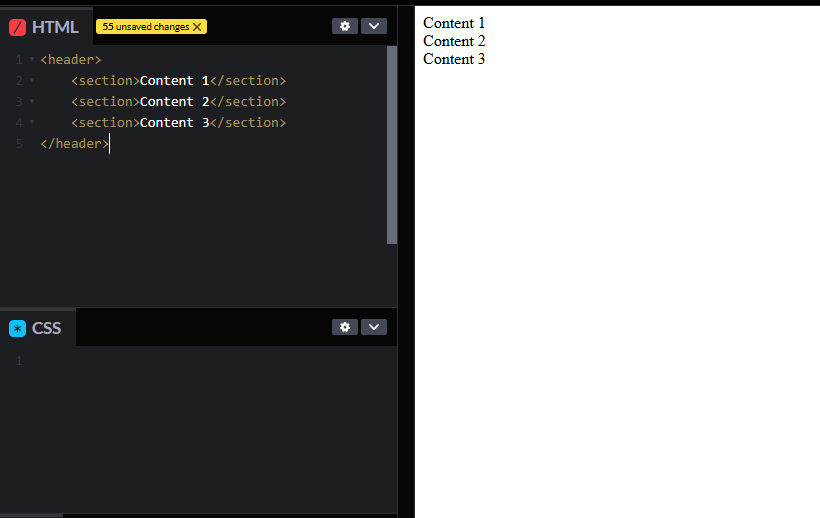 HTML
55 unsaved changes X
1 <header>
2 <section>Content 1</section>
3 <section>Content 2</section>
4 <section>Content 3</section>
5 </header>
CSS
1
Content 1
Content 2
Content 3